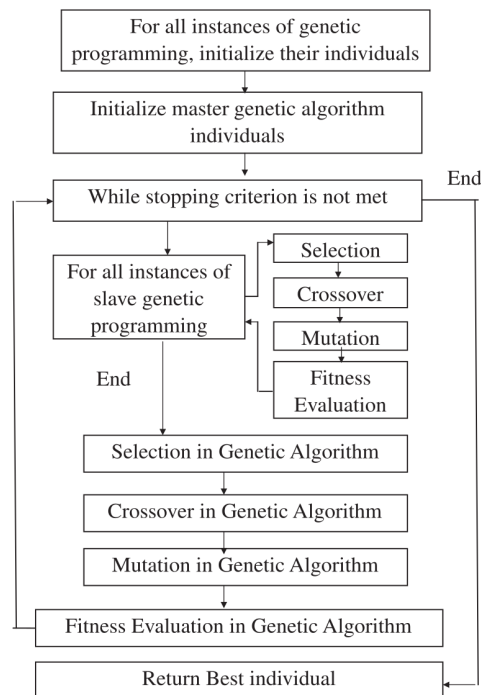 For all instances of genetic
programming, initialize their individuals
Initialize master genetic algorithm
individuals
While stopping criterion is not met
End
For all instances of
slave genetic
programming
Selection
Crossover
Mutation
Fitness
Evaluation
End
Selection in Genetic Algorithm
Crossover in Genetic Algorithm
Mutation in Genetic Algorithm
Fitness Evaluation in Genetic Algorithm
Return Best individual